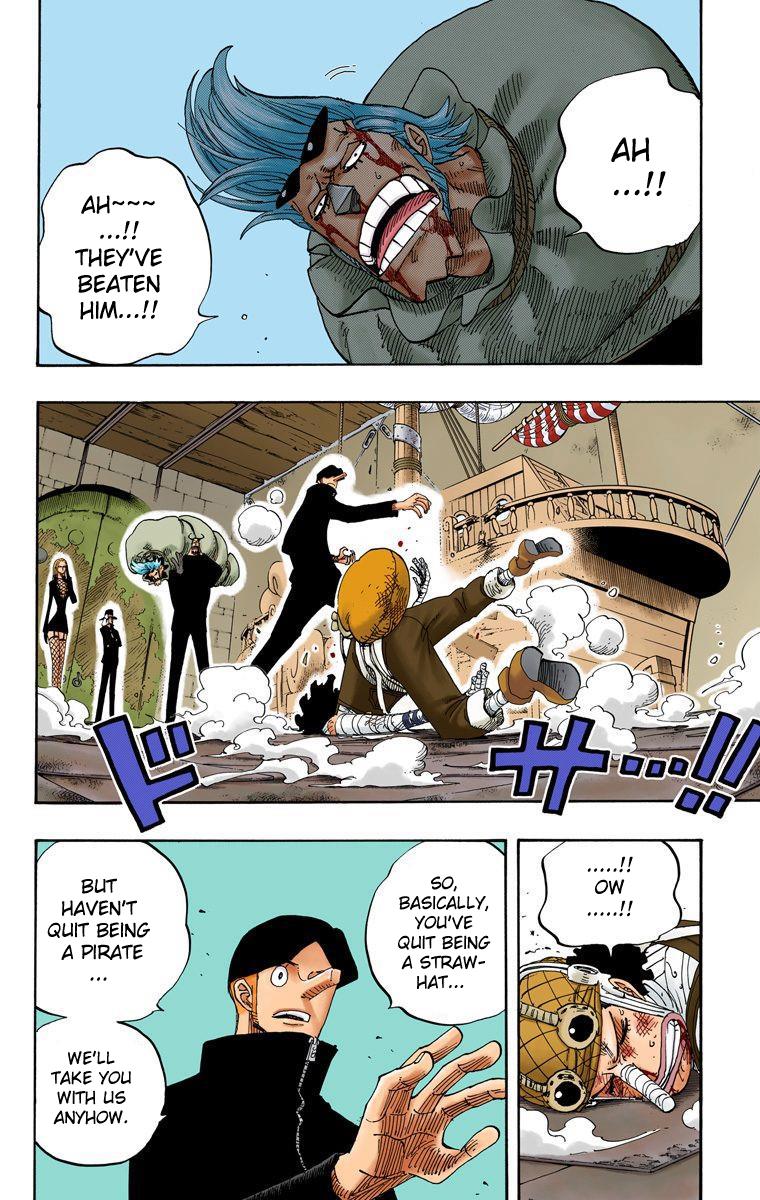 AH
...!!
AH~~~
...!!
THEY'VE
BEATEN
HIM...!!
ドサ...!!
.....!!
OW
.....!!
SO,
BASICALLY,
YOU'VE
QUIT BEING
A STRAW-
HAT...
BUT
HAVEN'T
QUIT BEING
A PIRATE
...
WE'LL
TAKE YOU
WITH US
ANYHOW.